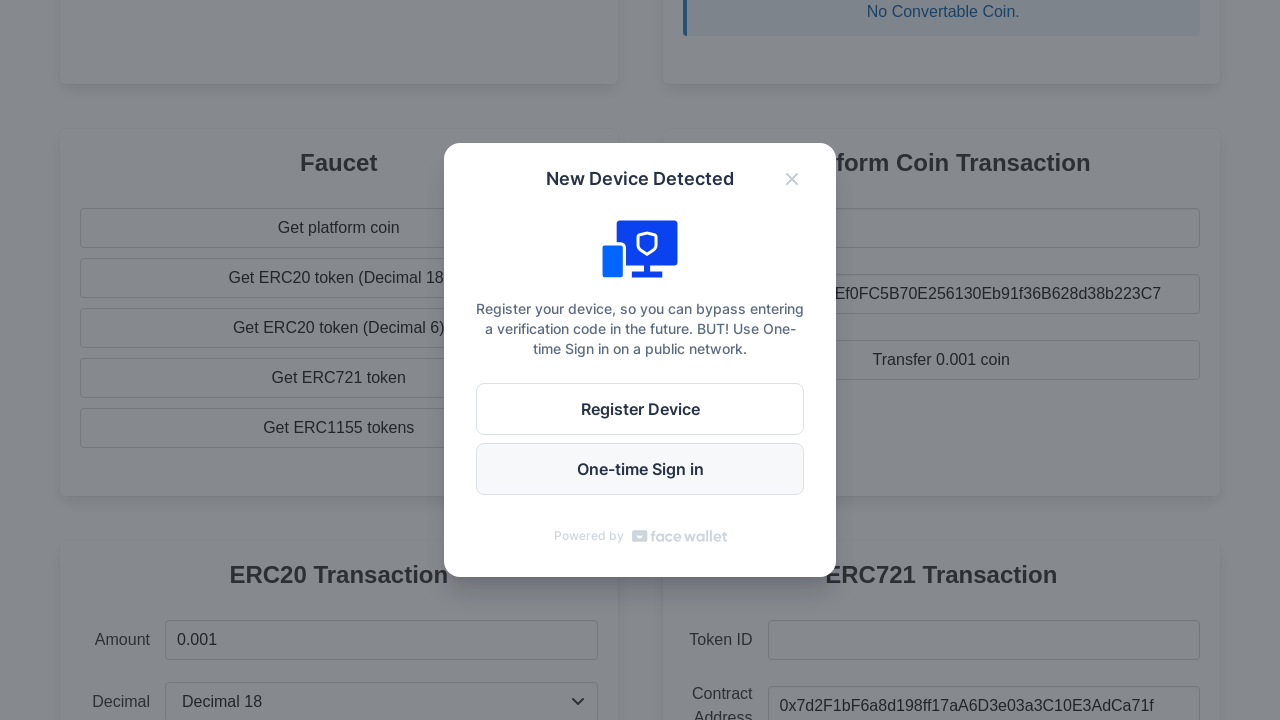 No Convertable Coin.
Faucet
form Coin Transaction
Get platform coin
Get ERC20 token (Decimal 18
Ef0FC5B70E256130Eb91f36B628d38b223C7
Get ERC20 token (Decimal 6)
Transfer 0.001 coin
Get ERC721 token
Get ERC1155 tokens
New Device Detected
Register your device, so you can bypass entering
a verification code in the future. BUT! Use One-
time Sign in on a public network.
Register Device
One-time Sign in
Powered by face wallet
ERC20 Transaction
ERC721 Transaction
Amount 0.001
Token ID
Decimal Decimal 18
Contract
Address 0x7d2F1bF6a8d198ff17aA6D3e03a3C10E3AdCa71f